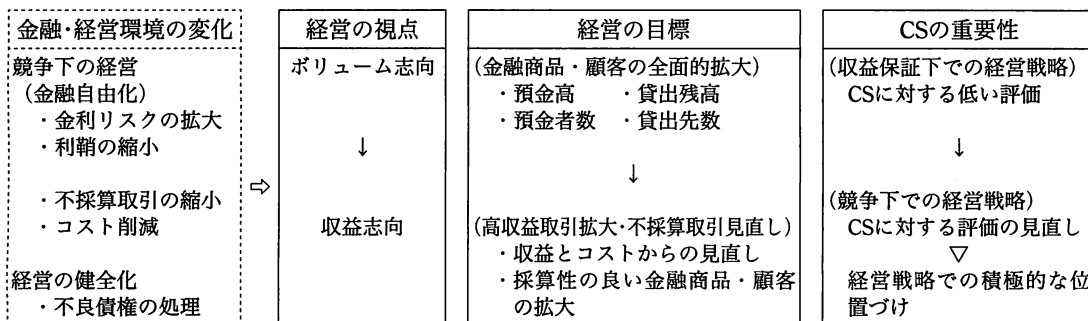 金融・経営環境の変化
競争下の経営
(金融自由化)
・金利リスクの拡大
・利鞘の縮小
・不採算取引の縮小
・コスト削減
経営の健全化
・不良債権の処理
⇨
経営の視点
ボリューム志向
↓
収益志向
経営の目標
(金融商品・顧客の全面的拡大)
・預金高 ・貸出残高
・預金者数 ・貸出先数
↓
(高収益取引拡大・不採算取引見直し)
・収益とコストからの見直し
・採算性の良い金融商品・顧客
の拡大
CSの重要性
(収益保証下での経営戦略)
CSに対する低い評価
↓
(競争下での経営戦略)
CSに対する評価の見直し
▽
経営戦略での積極的な位
置づけ